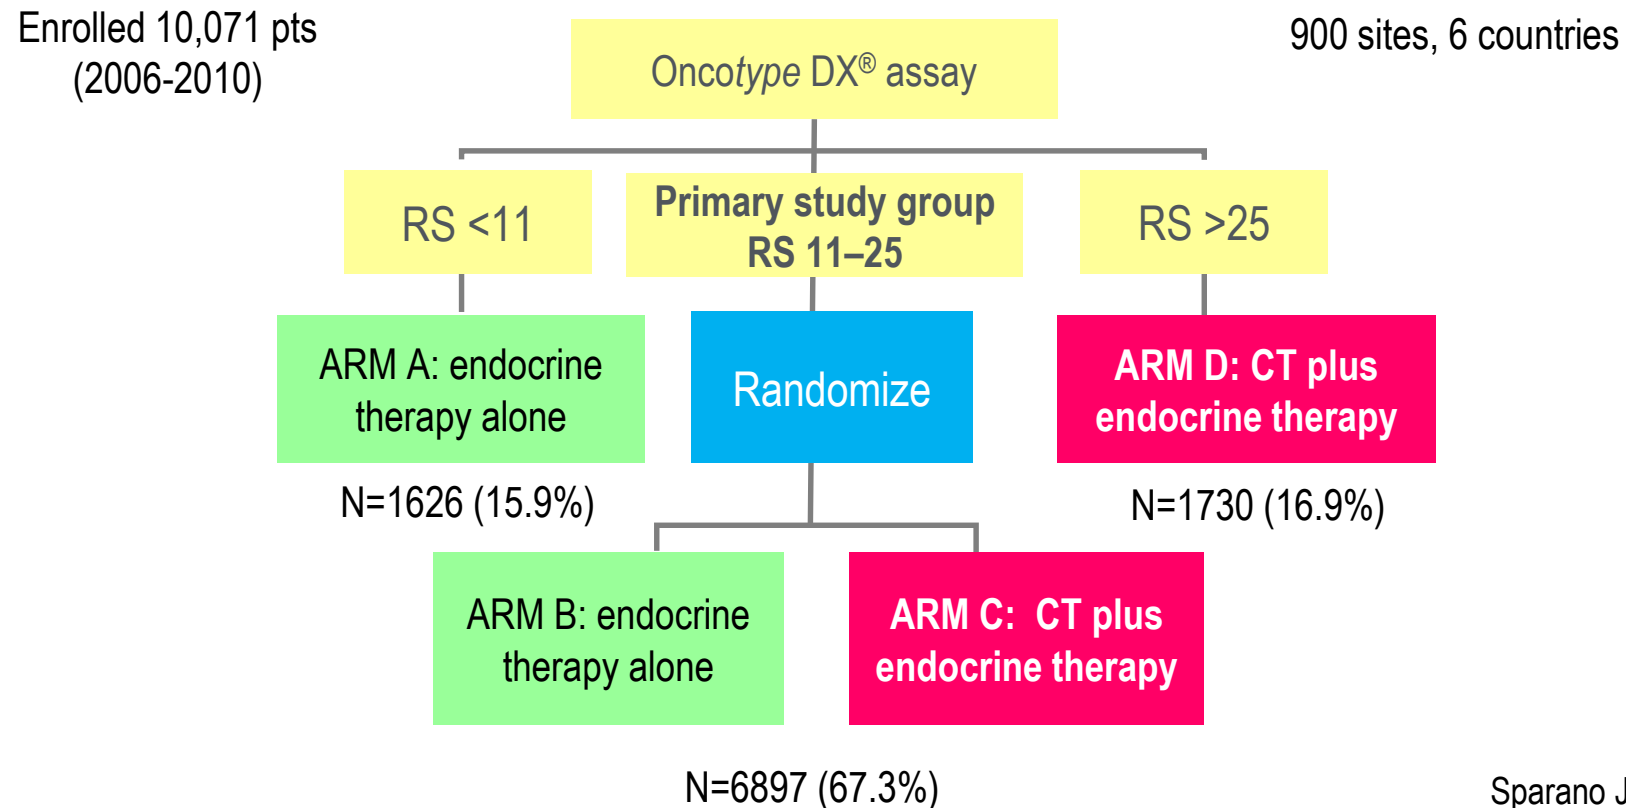 Enrolled 10,071 pts
(2006-2010)
900 sites, 6 countries
Oncotype DX® assay
RS <11
Primary study group
RS 11–25
RS >25
ARM A: endocrine
therapy alone
Randomize
ARM D: CT plus
endocrine therapy
N=1626 (15.9%)
N=1730 (16.9%)
ARM B: endocrine
therapy alone
ARM C: CT plus
endocrine therapy
N=6897 (67.3%)
Sparano J